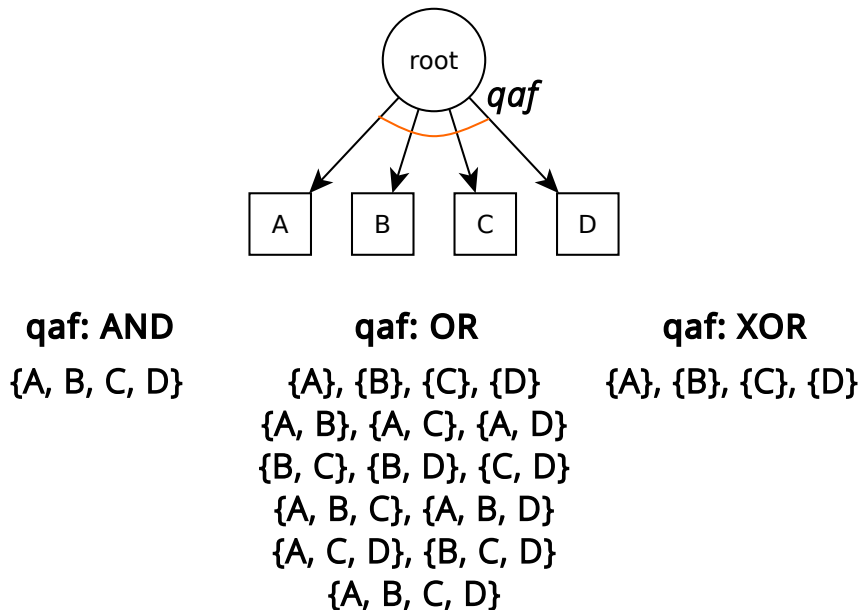 root
qaf
A B C D
qaf: AND qaf: OR qaf: XOR
{A, B, C, D} {A}, {B}, {C}, {D} {A}, {B}, {C}, {D}
{A, B}, {A, C}, {A, D}
{B, C}, {B, D}, {C, D}
{A, B, C}, {A, B, D}
{A, C, D}, {B, C, D}
{A, B, C, D}